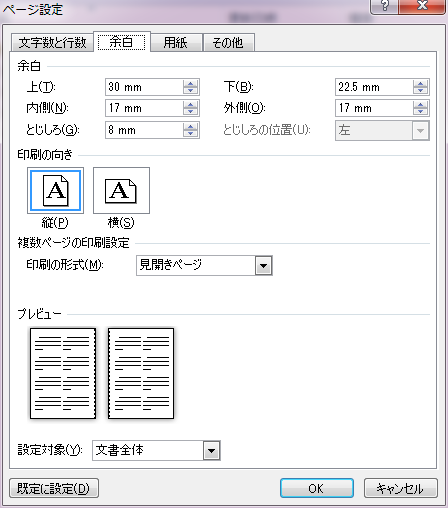 ページ設定
文字数と行数 余白 用紙 その他
余白
上(T): 30 mm 下(B): 22.5 mm
内側(N): 17 mm 外側(O): 17 mm
とじしろ(G): 8 mm とじしろの位置(U): 左
印刷の向き
A A
縦(P) 横(S)
複数ページの印刷設定
印刷の形式(M): 見開きページ
プレビュー
設定対象(Y): 文書全体
既定に設定(D) OK キャンセル